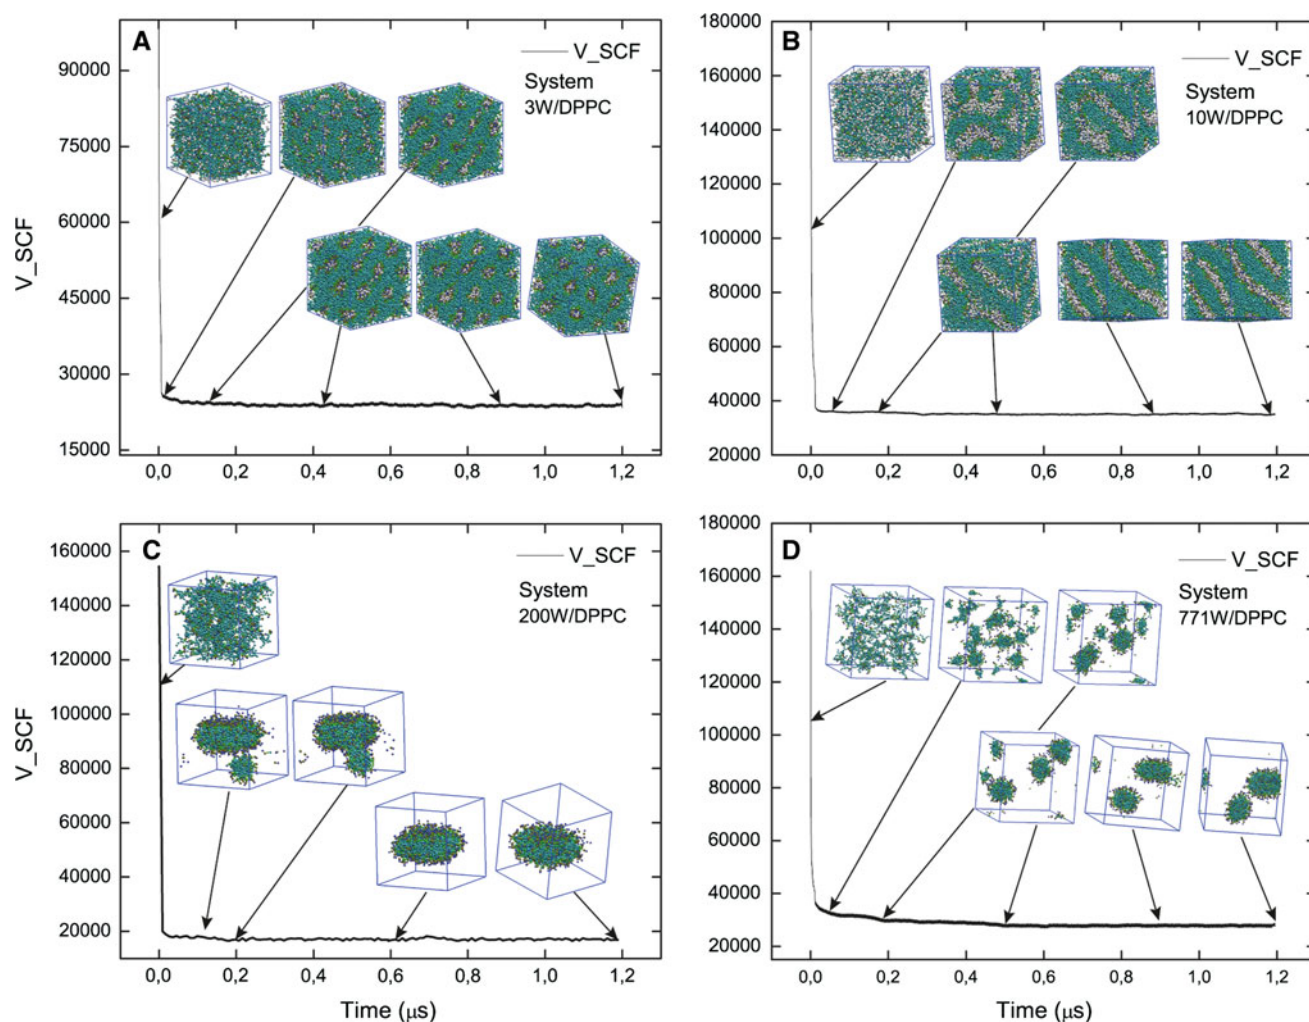 A
V_SCF
System
3W/DPPC
V_SCF
90000
75000
60000
45000
30000
15000
0,0 0,2 0,4 0,6 0,8 1,0 1,2
B
V_SCF
System
10W/DPPC
180000
160000
140000
120000
100000
80000
60000
40000
20000
0,0 0,2 0,4 0,6 0,8 1,0 1,2
C
V_SCF
System
200W/DPPC
V_SCF
160000
140000
120000
100000
80000
60000
40000
20000
0,0 0,2 0,4 0,6 0,8 1,0 1,2
Time (μs)
D
V_SCF
System
771W/DPPC
180000
160000
140000
120000
100000
80000
60000
40000
20000
0,0 0,2 0,4 0,6 0,8 1,0 1,2
Time (μs)